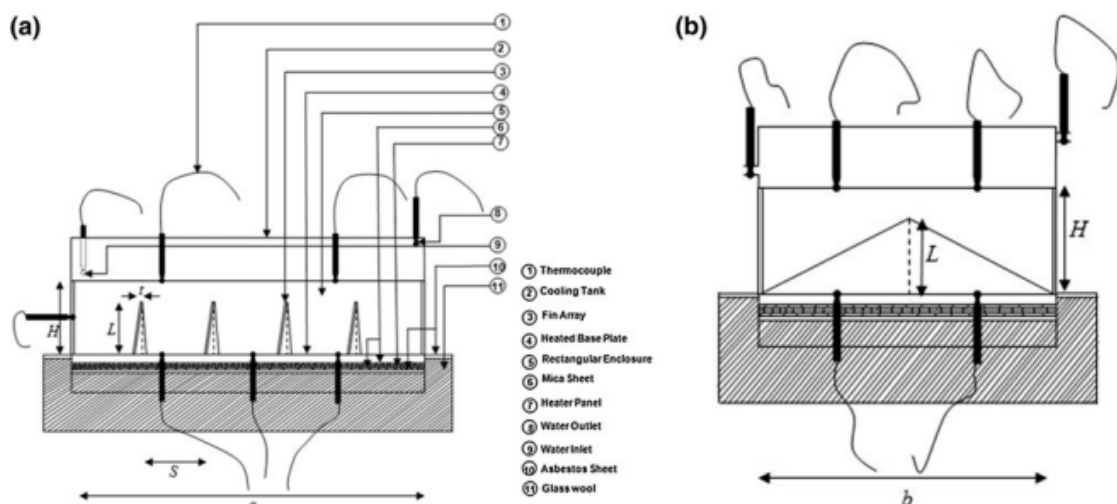 (a)
(b)
1
2
3
4
5
6
7
8
9
10
11
1 Thermocouple
2 Cooling Tank
3 Fin Array
4 Heated Base Plate
5 Rectangular Enclosure
6 Mica Sheet
7 Heater Panel
8 Water Outlet
9 Water Inlet
10 Asbestos Sheet
11 Glass wool
t
H
L
S
H
L
b